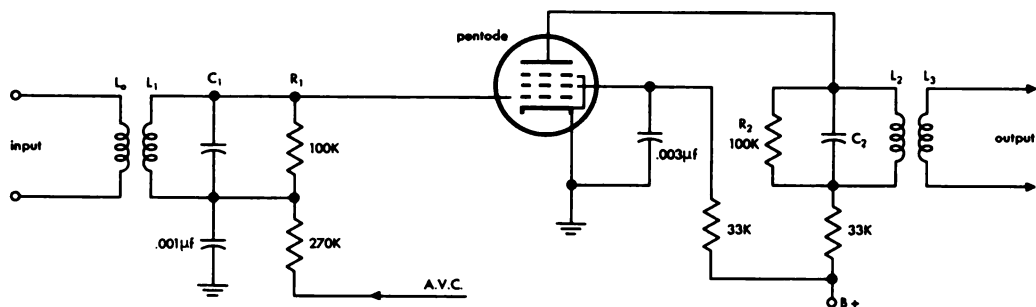 pentode
L₀
L₁
C₁
R₁
input
100K
.001µf
270K
A.V.C.
.003µf
33K
R₂
100K
C₂
L₂
L₃
output
33K
B+